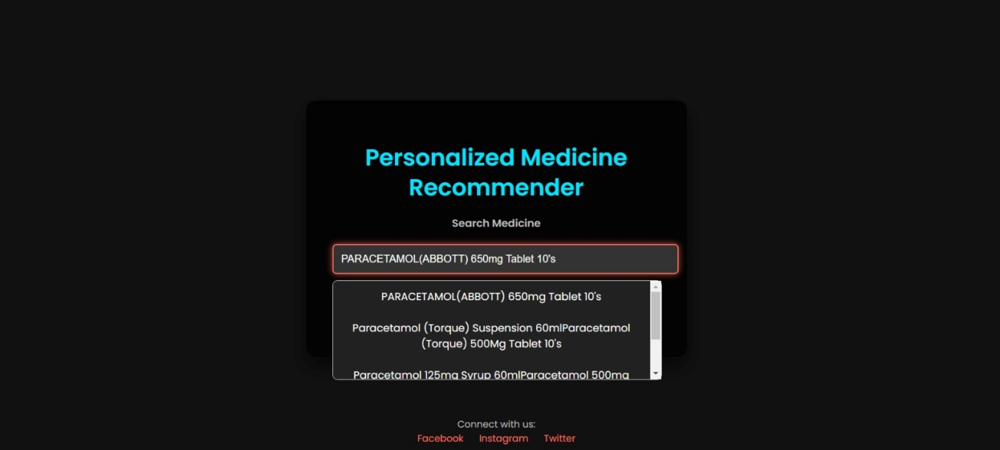 Personalized Medicine
Recommender
Search Medicine
PARACETAMOL(ABBOTT) 650mg Tablet 10's
PARACETAMOL(ABBOTT) 650mg Tablet 10's
Paracetamol (Torque) Suspension 60mlParacetamol
(Torque) 500Mg Tablet 10's
Paracetamol 125mg Syrup 60mlParacetamol 500mg
Connect with us:
Facebook Instagram Twitter